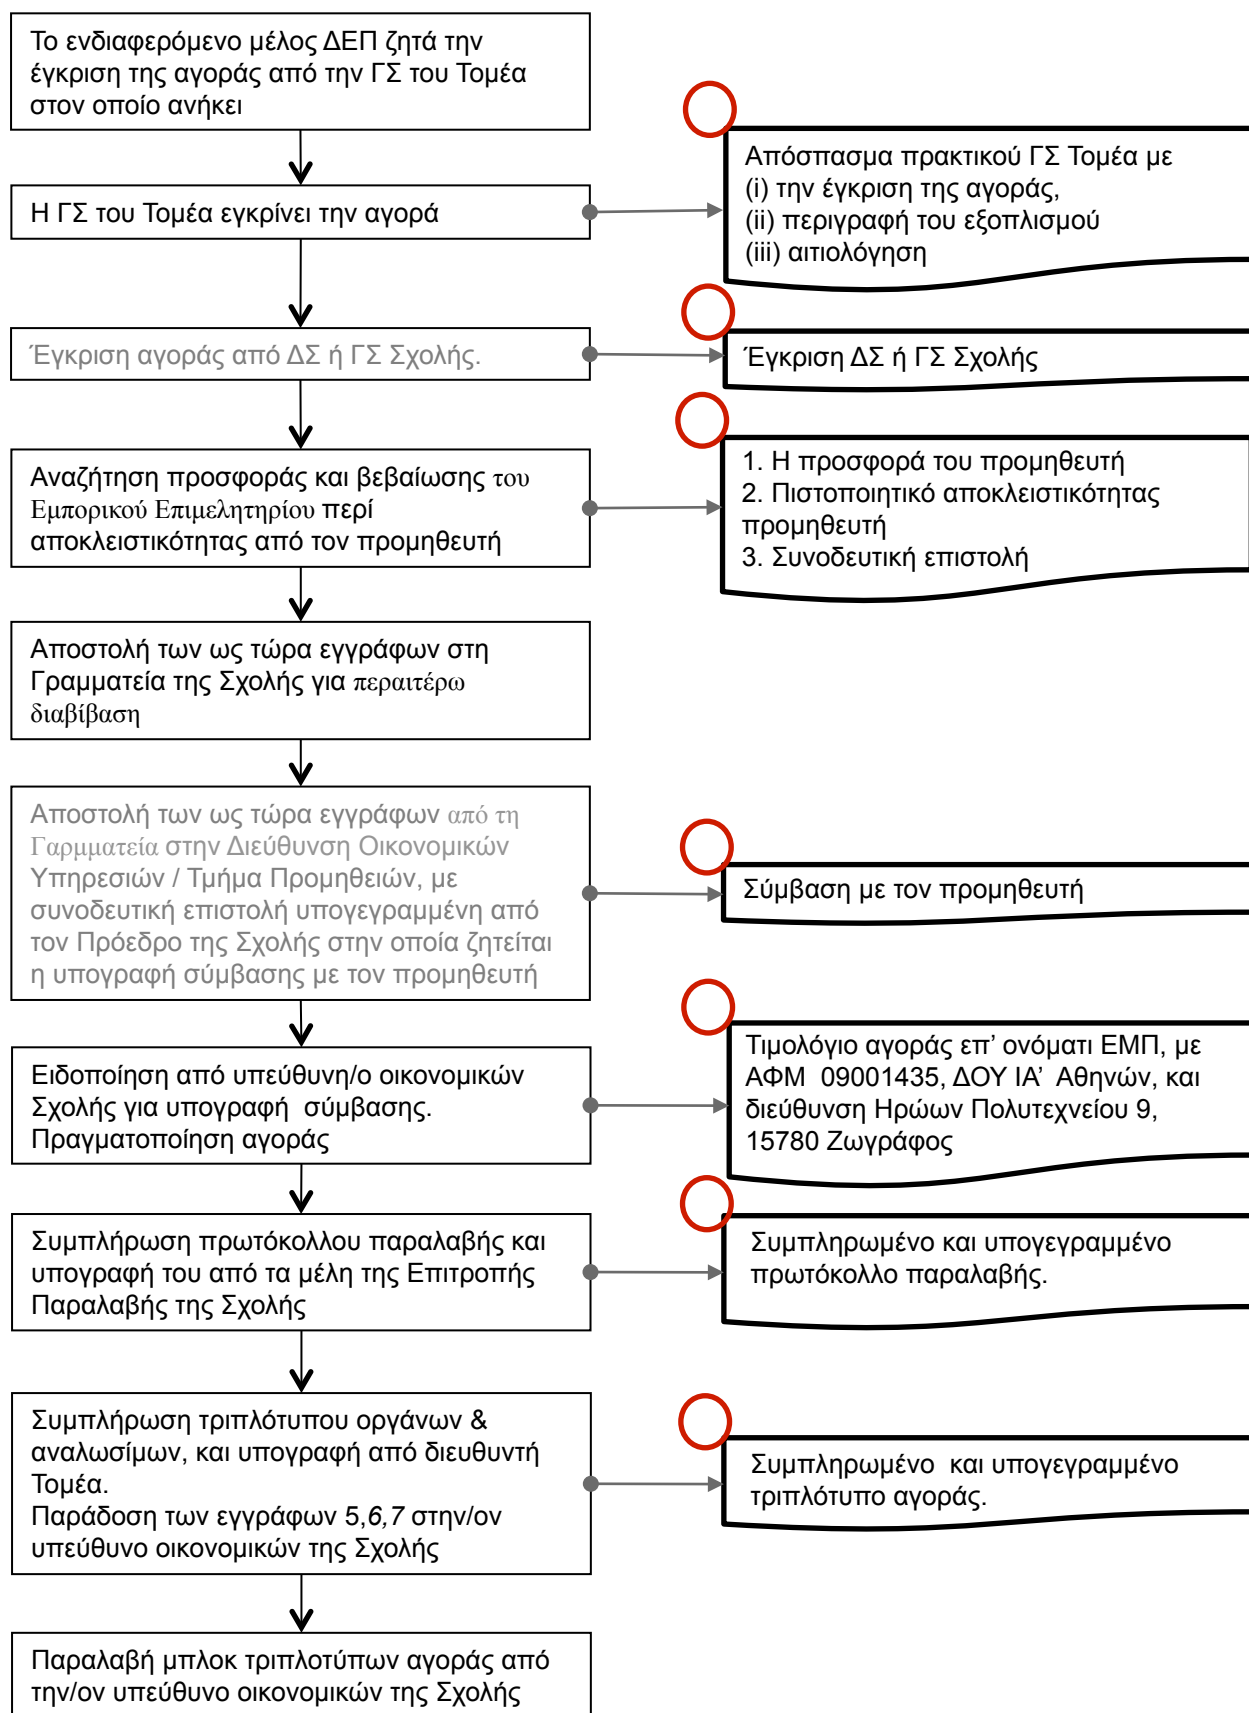 Το ενδιαφερόμενο μέλος ΔΕΠ ζητά την
έγκριση της αγοράς από την ΓΣ του Τομέα
στον οποίο ανήκει
Η ΓΣ του Τομέα εγκρίνει την αγορά
Απόσπασμα πρακτικού ΓΣ Τομέα με
(i) την έγκριση της αγοράς,
(ii) περιγραφή του εξοπλισμού
(iii) αιτιολόγηση
Έγκριση αγοράς από ΔΣ ή ΓΣ Σχολής.
Έγκριση ΔΣ ή ΓΣ Σχολής
Αναζήτηση προσφοράς και βεβαίωσης του
Εμπορικού Επιμελητηρίου περί
αποκλειστικότητας από τον προμηθευτή
1. Η προσφορά του προμηθευτή
2. Πιστοποιητικό αποκλειστικότητας
προμηθευτή
3. Συνοδευτική επιστολή
Αποστολή των ως τώρα εγγράφων στη
Γραμματεία της Σχολής για περαιτέρω
διαβίβαση
Αποστολή των ως τώρα εγγράφων από τη
Γαρμματεία στην Διεύθυνση Οικονομικών
Υπηρεσιών / Τμήμα Προμηθειών, με
συνοδευτική επιστολή υπογεγραμμένη από
τον Πρόεδρο της Σχολής στην οποία ζητείται
η υπογραφή σύμβασης με τον προμηθευτή
Σύμβαση με τον προμηθευτή
Ειδοποίηση από υπεύθυνη/ο οικονομικών
Σχολής για υπογραφή σύμβασης.
Πραγματοποίηση αγοράς
Τιμολόγιο αγοράς επ’ ονόματι ΕΜΠ, με
ΑΦΜ 09001435, ΔΟΥ ΙΑ’ Αθηνών, και
διεύθυνση Ηρώων Πολυτεχνείου 9,
15780 Ζωγράφος
Συμπλήρωση πρωτόκολλου παραλαβής και
υπογραφή του από τα μέλη της Επιτροπής
Παραλαβής της Σχολής
Συμπληρωμένο και υπογεγραμμένο
πρωτόκολλο παραλαβής.
Συμπλήρωση τριπλότυπου οργάνων &
αναλωσίμων, και υπογραφή από διευθυντή
Τομέα.
Παράδοση των εγγράφων 5,6,7 στην/ον
υπεύθυνο οικονομικών της Σχολής
Συμπληρωμένο και υπογεγραμμένο
τριπλότυπο αγοράς.
Παραλαβή μπλοκ τριπλοτύπων αγοράς από
την/ον υπεύθυνο οικονομικών της Σχολής